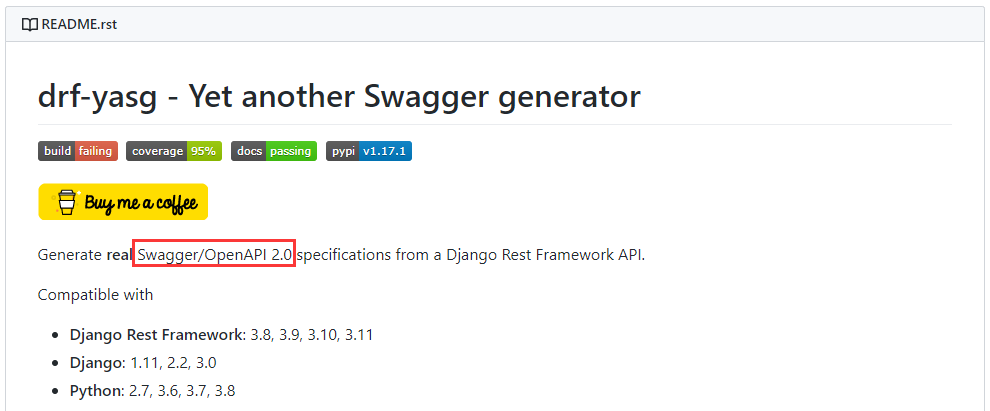 README.rst
drf-yasg - Yet another Swagger generator
build failing coverage 95% docs passing pypi v1.17.1
Buy me a coffee
Generate real Swagger/OpenAPI 2.0 specifications from a Django Rest Framework API.
Compatible with
• Django Rest Framework: 3.8, 3.9, 3.10, 3.11
• Django: 1.11, 2.2, 3.0
• Python: 2.7, 3.6, 3.7, 3.8